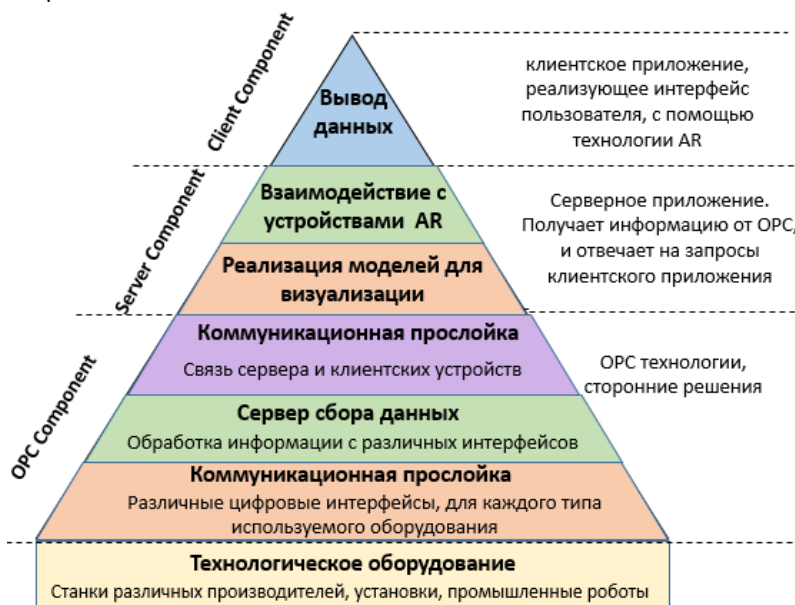 Client Component
Вывод
данных
клиентское приложение,
реализующее интерфейс
пользователя, с помощью
технологии AR
Server Component
Взаимодействие с
устройствами AR
Реализация моделей для
визуализации
Серверное приложение.
Получает информацию от ОРС,
и отвечает на запросы
клиентского приложения
OPC Component
Коммуникационная прослойка
Связь сервера и клиентских устройств
ОРС технологии,
сторонние решения
Сервер сбора данных
Обработка информации с различных интерфейсов
Коммуникационная прослойка
Различные цифровые интерфейсы, для каждого типа
используемого оборудования
Технологическое оборудование
Станки различных производителей, установки, промышленные роботы